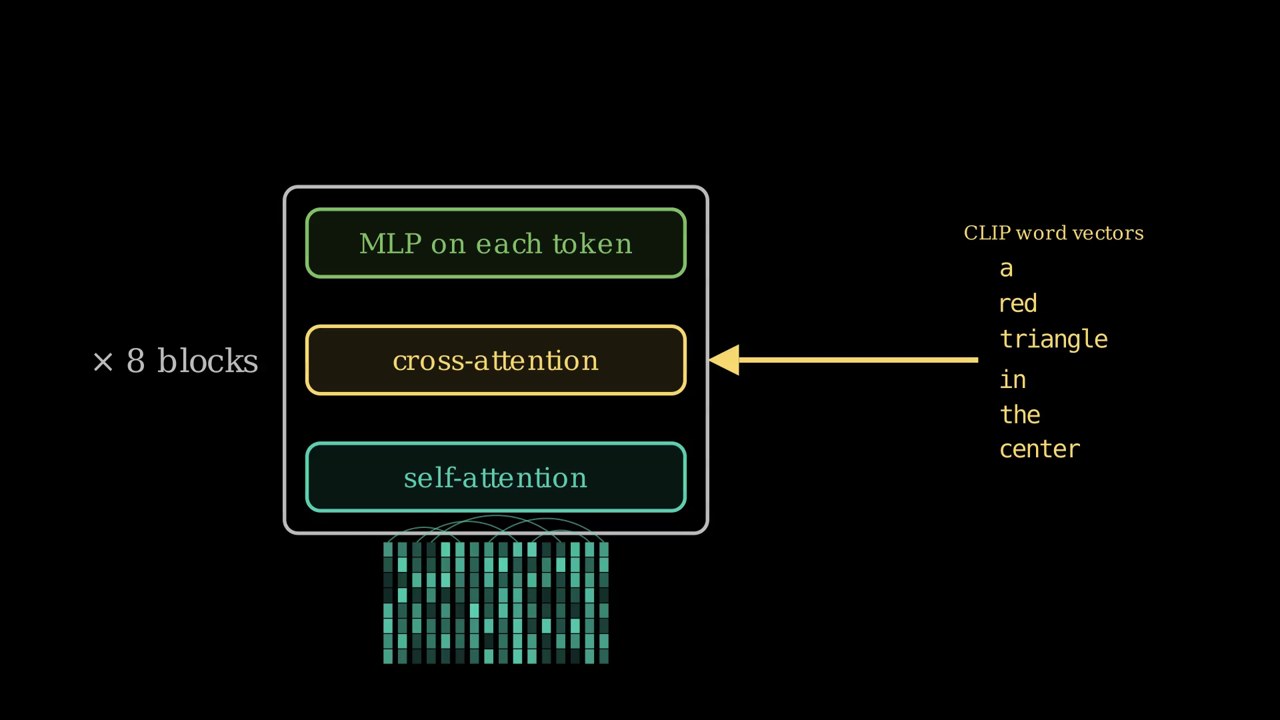 MLP on each token
× 8 blocks
cross-attention
self-attention
CLIP word vectors
a
red
triangle
in
the
center